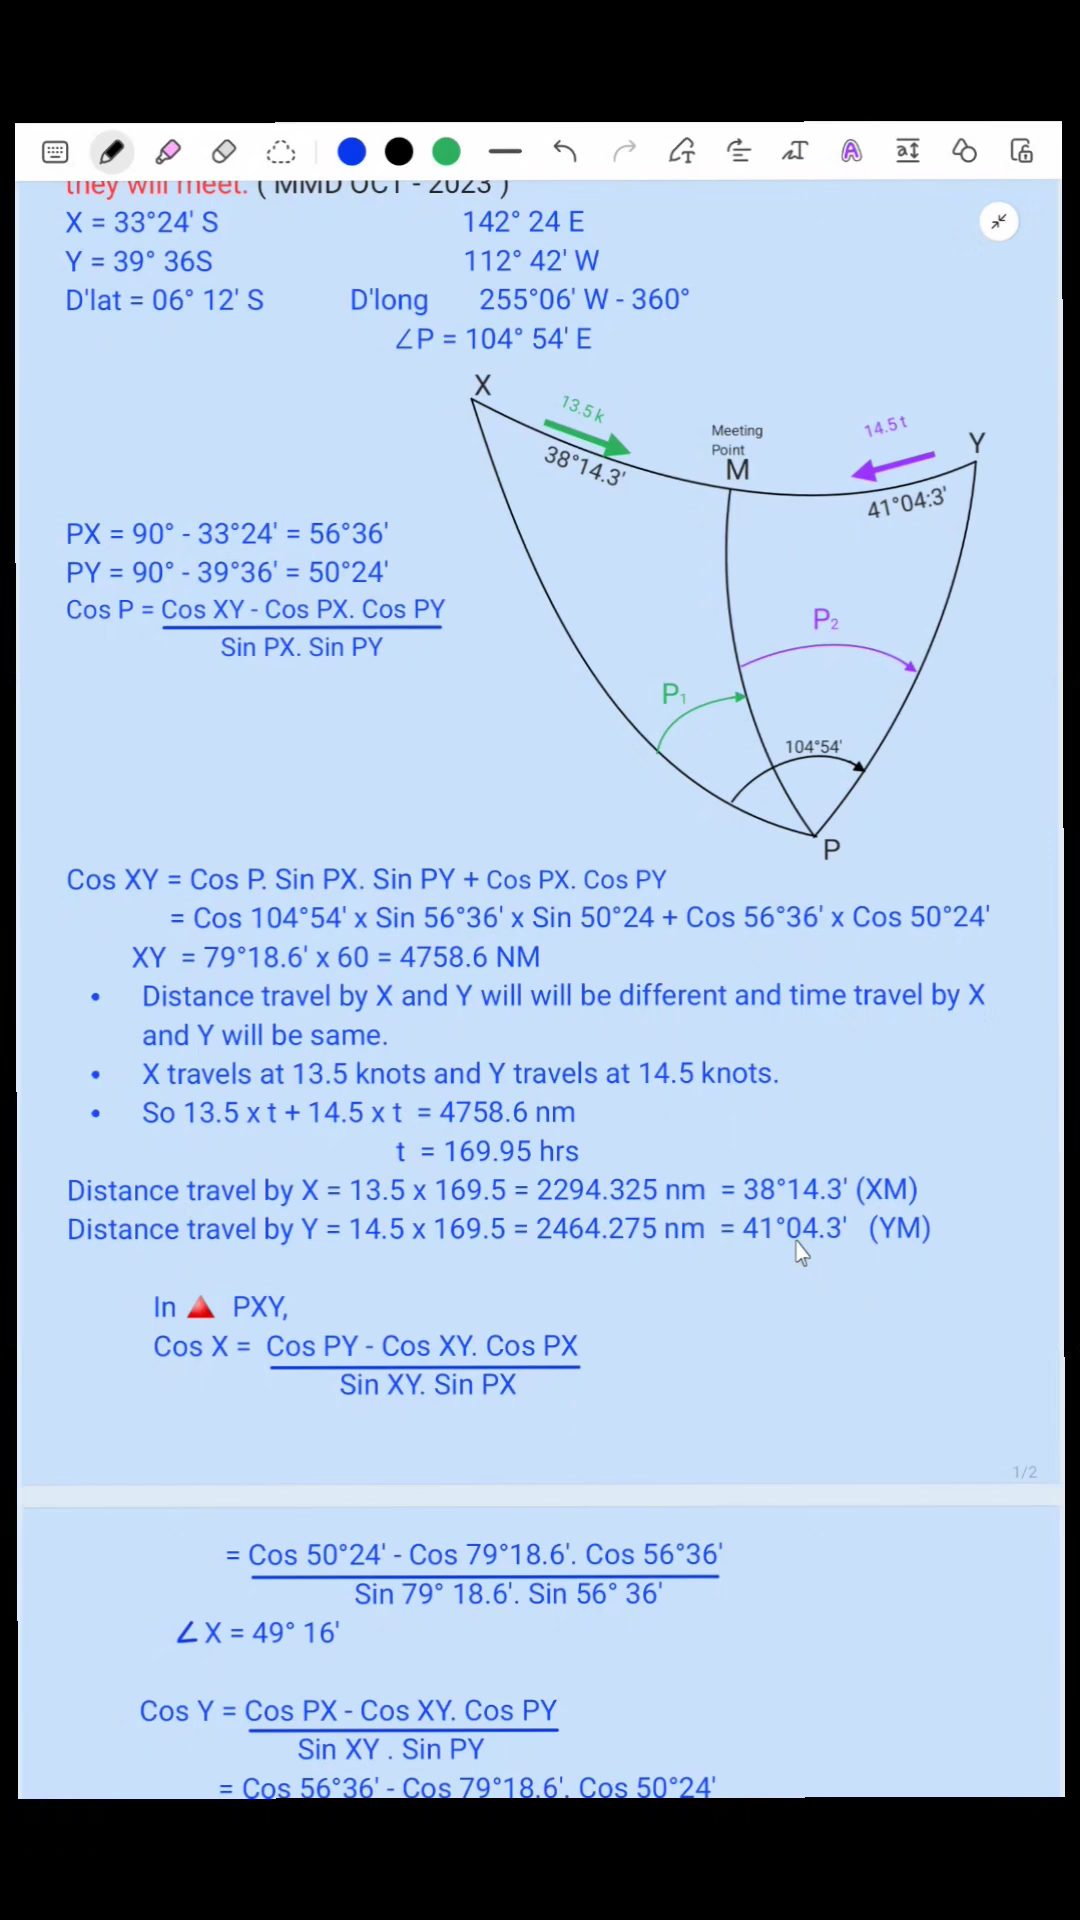 they will meet. ( MMD OCT - 2023 )
X = 33°24' S 142° 24 E
Y = 39° 36S 112° 42' W
D'lat = 06° 12' S D'long 255°06' W - 360°
∠P = 104° 54' E
X
13.5 k
38°14.3'
Meeting
Point
M
14.5 t
Y
41°04:3'
PX = 90° - 33°24' = 56°36'
PY = 90° - 39°36' = 50°24'
Cos P = Cos XY - Cos PX. Cos PY
Sin PX. Sin PY
P₂
P₁
104°54'
P
Cos XY = Cos P. Sin PX. Sin PY + Cos PX. Cos PY
= Cos 104°54' x Sin 56°36' x Sin 50°24 + Cos 56°36' x Cos 50°24'
XY = 79°18.6' x 60 = 4758.6 NM
• Distance travel by X and Y will will be different and time travel by X
and Y will be same.
• X travels at 13.5 knots and Y travels at 14.5 knots.
• So 13.5 x t + 14.5 x t = 4758.6 nm
t = 169.95 hrs
Distance travel by X = 13.5 x 169.5 = 2294.325 nm = 38°14.3' (XM)
Distance travel by Y = 14.5 x 169.5 = 2464.275 nm = 41°04.3' (YM)
In 🔺 PXY,
Cos X = Cos PY - Cos XY. Cos PX
Sin XY. Sin PX
1/2
= Cos 50°24' - Cos 79°18.6'. Cos 56°36'
Sin 79° 18.6'. Sin 56° 36'
∠ X = 49° 16'
Cos Y = Cos PX - Cos XY. Cos PY
Sin XY . Sin PY
= Cos 56°36' - Cos 79°18.6'. Cos 50°24'